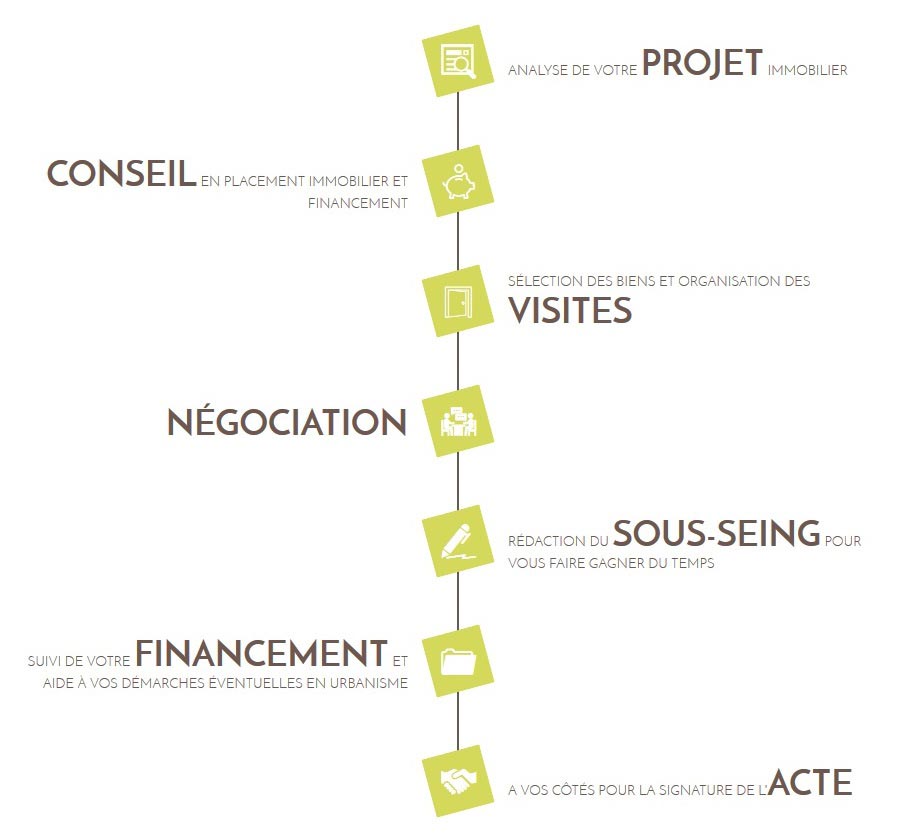 ANALYSE DE VOTRE PROJET IMMOBILIER
CONSEIL EN PLACEMENT IMMOBILIER ET
FINANCEMENT
SÉLECTION DES BIENS ET ORGANISATION DES
VISITES
NÉGOCIATION
RÉDACTION DU SOUS-SEING POUR
VOUS FAIRE GAGNER DU TEMPS
SUIVI DE VOTRE FINANCEMENT ET
AIDE À VOS DÉMARCHES ÉVENTUELLES EN URBANISME
A VOS CÔTÉS POUR LA SIGNATURE DE L'ACTE